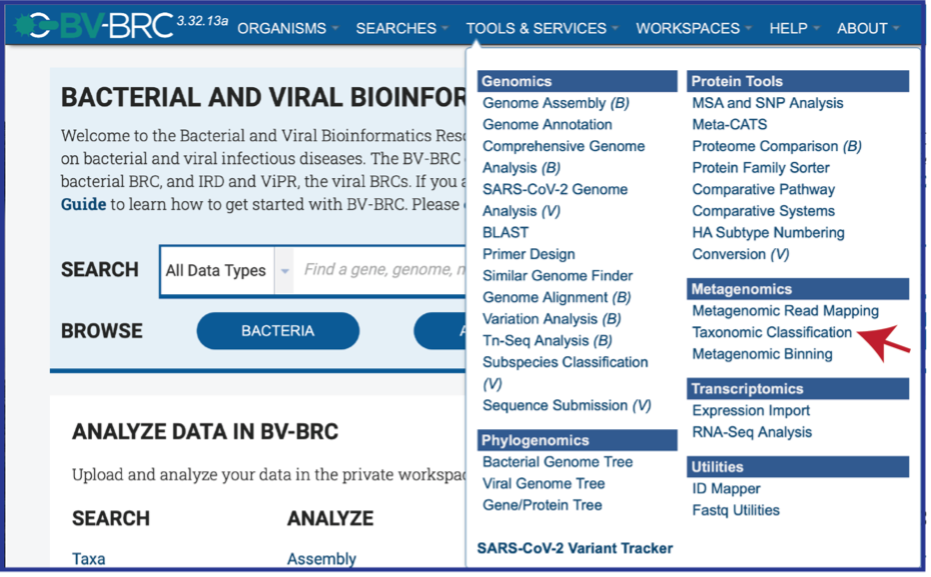 BV-BRC 3.32.13a ORGANISMS SEARCHES TOOLS & SERVICES WORKSPACES HELP ABOUT
BACTERIAL AND VIRAL BIOINFOR
Welcome to the Bacterial and Viral Bioinformatics Res
on bacterial and viral infectious diseases. The BV-BRC
bacterial BRC, and IRD and ViPR, the viral BRCs. If you a
Guide to learn how to get started with BV-BRC. Please
SEARCH
All Data Types
Find a gene, genome, m
BROWSE
BACTERIA
A
ANALYZE DATA IN BV-BRC
Upload and analyze your data in the private workspac
SEARCH
Taxa
ANALYZE
Assembly
Genomics
Genome Assembly (B)
Genome Annotation
Comprehensive Genome
Analysis (B)
SARS-CoV-2 Genome
Analysis (V)
BLAST
Primer Design
Similar Genome Finder
Genome Alignment (B)
Variation Analysis (B)
Tn-Seq Analysis (B)
Subspecies Classification
(V)
Sequence Submission (V)
Phylogenomics
Bacterial Genome Tree
Viral Genome Tree
Gene/Protein Tree
SARS-CoV-2 Variant Tracker
Protein Tools
MSA and SNP Analysis
Meta-CATS
Proteome Comparison (B)
Protein Family Sorter
Comparative Pathway
Comparative Systems
HA Subtype Numbering
Conversion (V)
Metagenomics
Metagenomic Read Mapping
Taxonomic Classification
Metagenomic Binning
Transcriptomics
Expression Import
RNA-Seq Analysis
Utilities
ID Mapper
Fastq Utilities